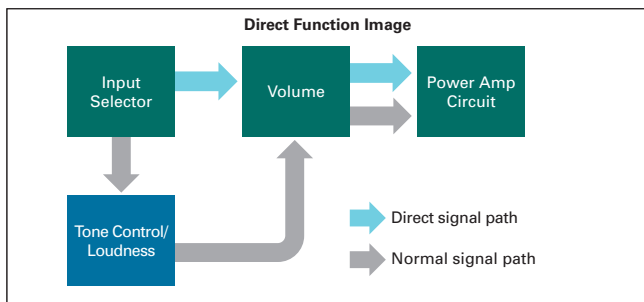 Direct Function Image
Input
Selector
Volume
Power Amp
Circuit
Tone Control/
Loudness
Direct signal path
Normal signal path